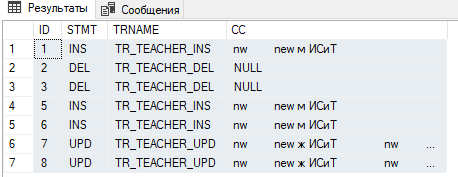 Результаты Сообщения
ID STMT TRNAME CC
1 1 INS TR_TEACHER_INS nw new м ИСиТ
2 2 DEL TR_TEACHER_DEL NULL
3 3 DEL TR_TEACHER_DEL NULL
4 5 INS TR_TEACHER_INS nw new м ИСиТ
5 6 INS TR_TEACHER_INS nw new м ИСиТ
6 7 UPD TR_TEACHER_UPD nw new ж ИСиТ nw ...
7 8 UPD TR_TEACHER_UPD nw new ж ИСиТ nw ...